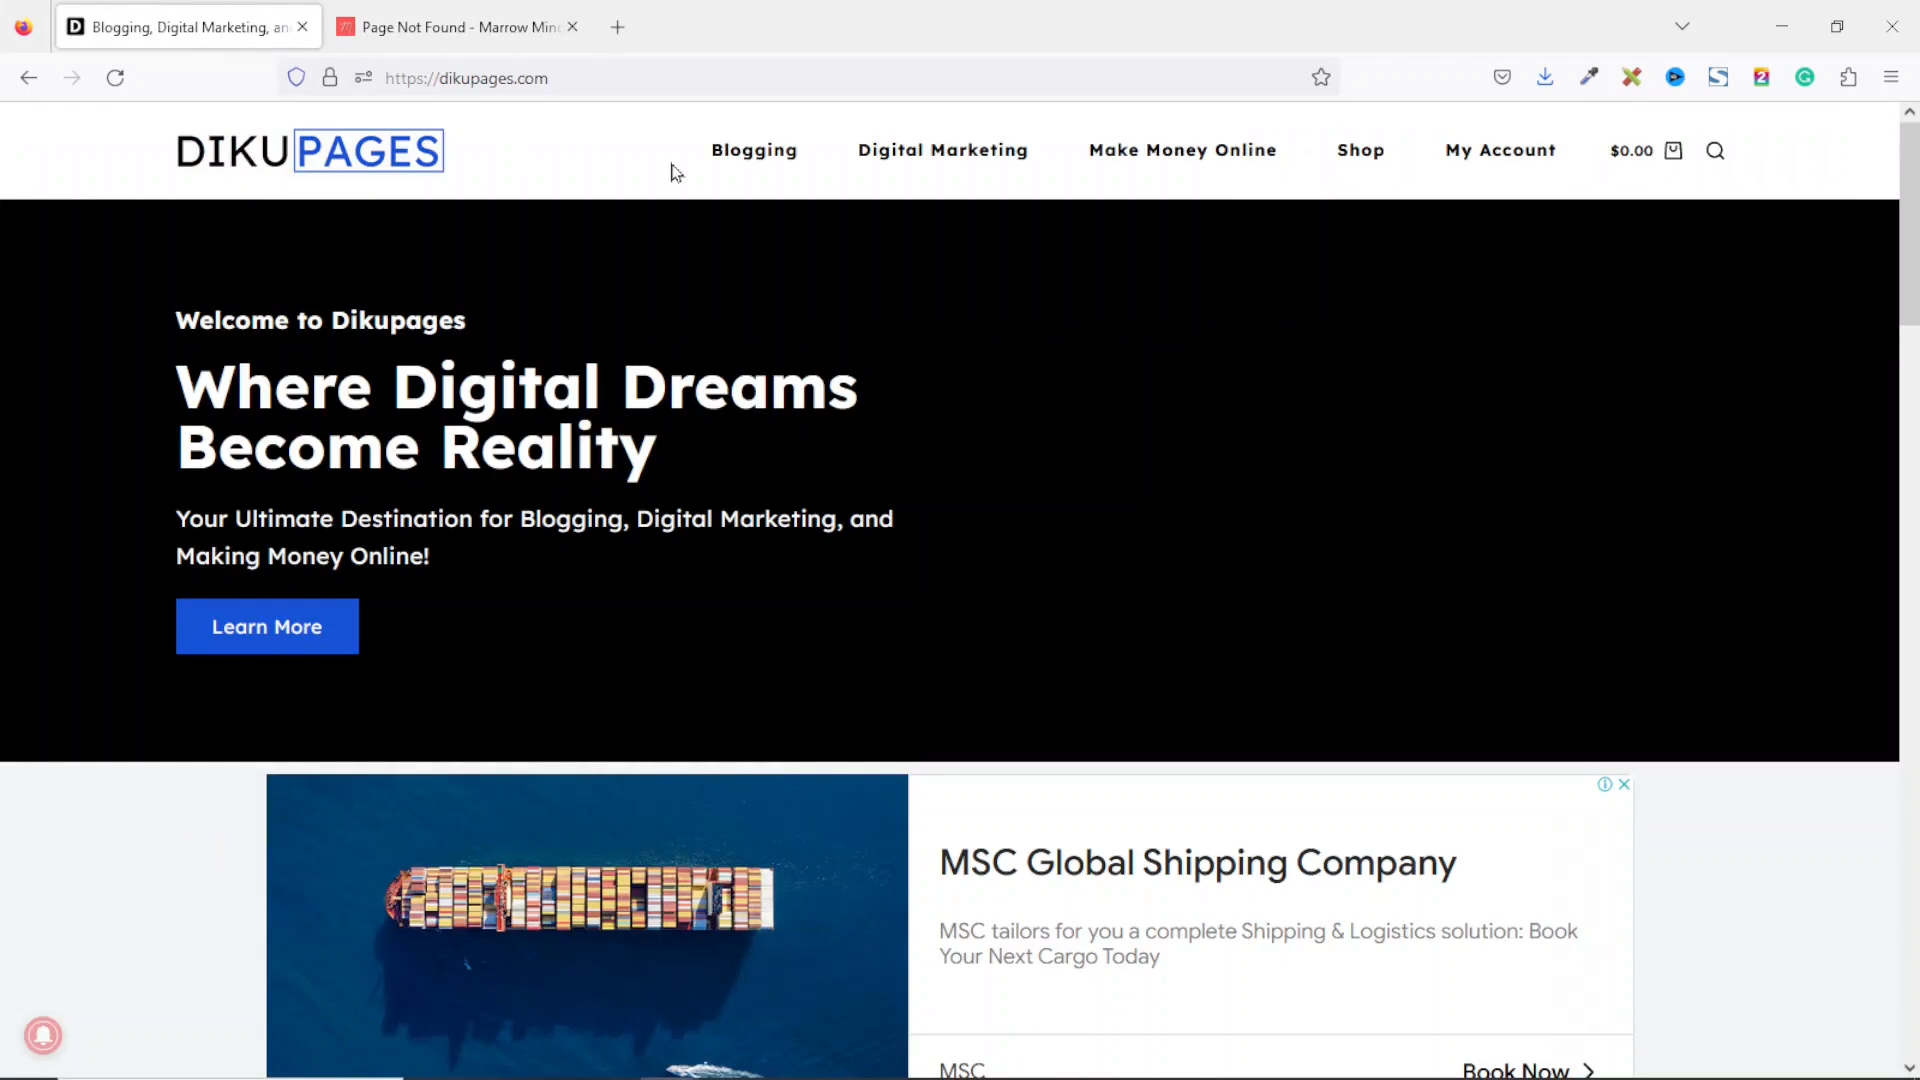 Blogging, Digital Marketing, an
Page Not Found - Marrow Min
https://dikupages.com
DIKUPAGES
Blogging
Digital Marketing
Make Money Online
Shop
My Account
$0.00
Welcome to Dikupages
Where Digital Dreams
Become Reality
Your Ultimate Destination for Blogging, Digital Marketing, and
Making Money Online!
Learn More
MSC Global Shipping Company
MSC tailors for you a complete Shipping & Logistics solution: Book
Your Next Cargo Today
MSC
Book Now